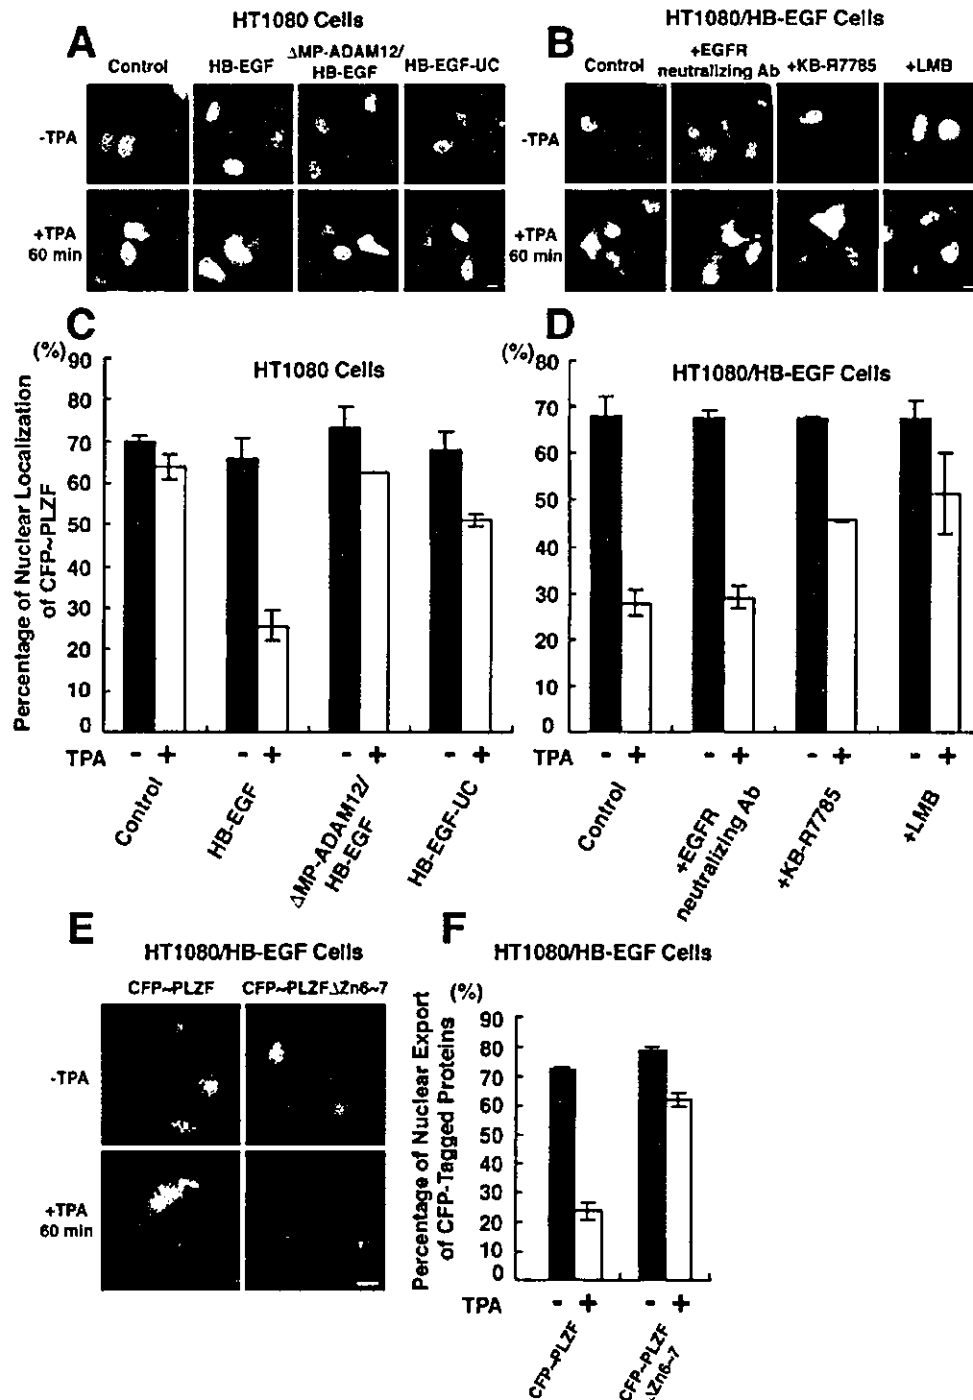 A
HT1080 Cells
Control
HB-EGF
ΔMP-ADAM12/
HB-EGF
HB-EGF-UC
-TPA
+TPA
60 min
B
HT1080/HB-EGF Cells
Control
+EGFR
neutralizing Ab
+KB-R7785
+LMB
-TPA
+TPA
60 min
C
(%)
HT1080 Cells
Percentage of Nuclear Localization
of CFP~PLZF
90
80
70
60
50
40
30
20
10
0
TPA - + - + - + - +
Control
HB-EGF
ΔMP-ADAM12/
HB-EGF
HB-EGF-UC
D
(%)
HT1080/HB-EGF Cells
80
70
60
50
40
30
20
10
0
TPA - + - + - + - +
Control
+EGFR
neutralizing Ab
+KB-R7785
+LMB
E
HT1080/HB-EGF Cells
CFP~PLZF
CFP~PLZFΔZn6~7
-TPA
+TPA
60 min
F
HT1080/HB-EGF Cells
(%)
Percentage of Nuclear Export
of CFP-Tagged Proteins
90
80
70
60
50
40
30
20
10
0
TPA - + - +
CFP~PLZF
CFP~PLZF
ΔZn6~7